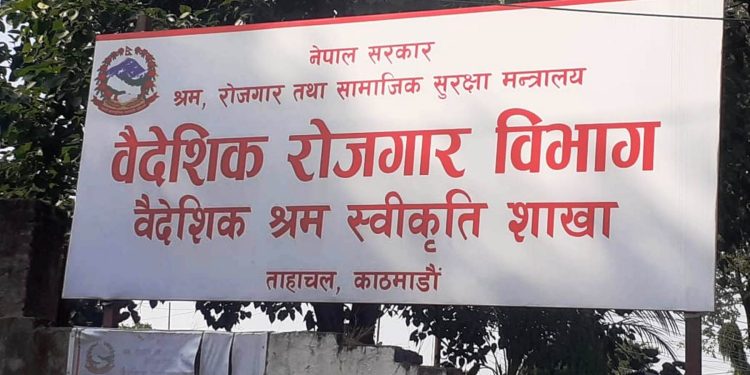 नेपाल सरकार
श्रम, रोजगार तथा सामाजिक सुरक्षा मन्त्रालय
वैदेशिक रोजगार विभाग
वैदेशिक श्रम स्वीकृति शाखा
ताहाचल, काठमाडौं